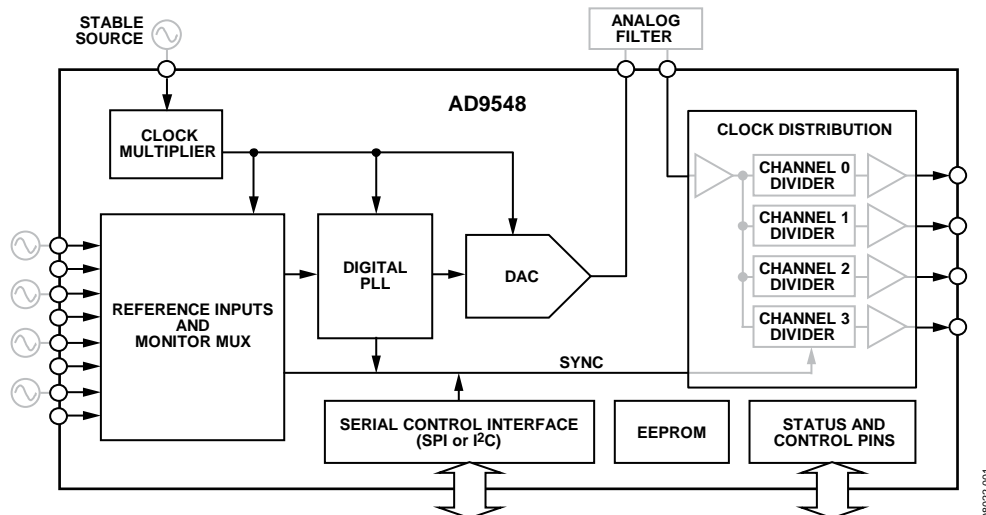 STABLE
SOURCE
ANALOG
FILTER
AD9548
CLOCK
MULTIPLIER
CLOCK DISTRIBUTION
CHANNEL 0
DIVIDER
CHANNEL 1
DIVIDER
CHANNEL 2
DIVIDER
CHANNEL 3
DIVIDER
REFERENCE INPUTS
AND
MONITOR MUX
DIGITAL
PLL
DAC
SYNC
SERIAL CONTROL INTERFACE
(SPI or I²C)
EEPROM
STATUS AND
CONTROL PINS
08022-001